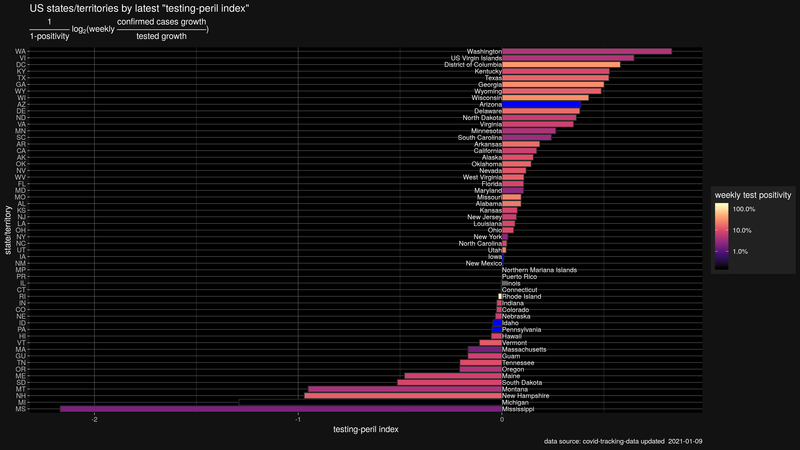 US states/territories by latest "testing-peril index"
1 confirmed cases growth
log2(weekly )
1-positivity tested growth
state/territory
WA Washington
VI US Virgin Islands
DC District of Columbia
KY Kentucky
TX Texas
GA Georgia
WY Wyoming
WI Wisconsin
AZ Arizona
DE Delaware
ND North Dakota
VA Virginia
MN Minnesota
SC South Carolina
AR Arkansas
CA California
AK Alaska
OK Oklahoma
NV Nevada
WV West Virginia
FL Florida
MD Maryland
MO Missouri
AL Alabama
KS Kansas
NJ New Jersey
LA Louisiana
OH Ohio
NY New York
NC North Carolina
UT Utah
IA Iowa
NM New Mexico
MP Northern Mariana Islands
PR Puerto Rico
IL Illinois
CT Connecticut
RI Rhode Island
IN Indiana
CO Colorado
NE Nebraska
ID Idaho
PA Pennsylvania
HI Hawaii
VT Vermont
MA Massachusetts
GU Guam
TN Tennessee
OR Oregon
ME Maine
SD South Dakota
MT Montana
NH New Hampshire
MI Michigan
MS Mississippi
-2 -1 0
testing-peril index
weekly test positivity
100.0%
10.0%
1.0%
data source: covid-tracking-data updated 2021-01-09